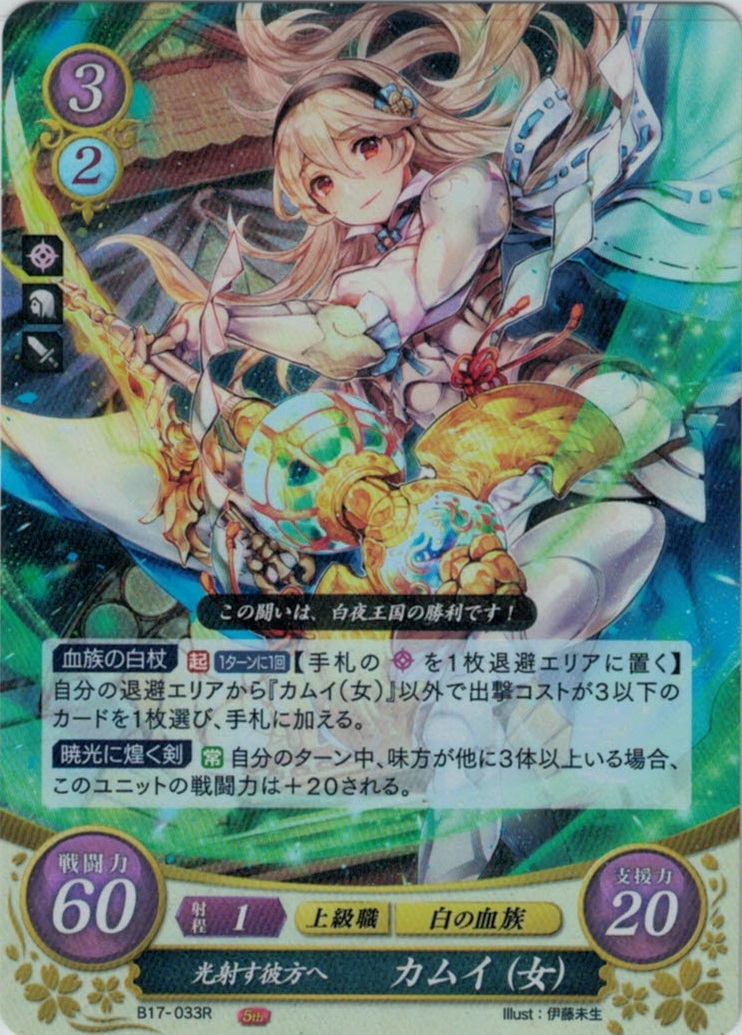 3
2
この闘いは、白夜王国の勝利です！
血族の白杖 起 1ターンに1回【手札の を1枚退避エリアに置く】
自分の退避エリアから『カムイ(女)』以外で出撃コストが3以下の
カードを1枚選び、手札に加える。
暁光に煌く剣 常 自分のターン中、味方が他に3体以上いる場合、
このユニットの戦闘力は＋20される。
戦闘力
60
射程 1
上級職
白の血族
支援力
20
光射す彼方へ カムイ(女)
B17-033R 5th Illust：伊藤未生